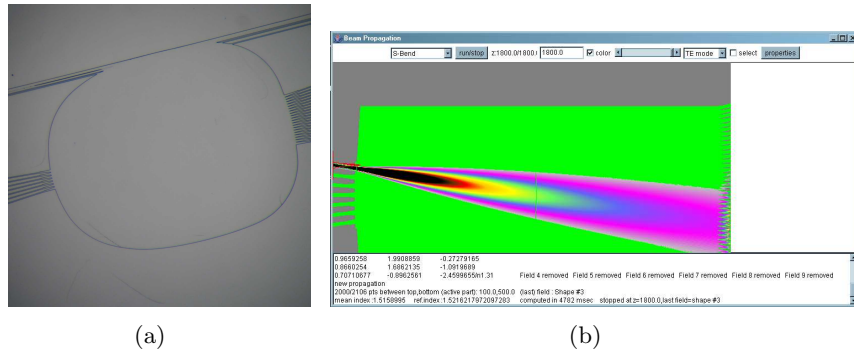 Beam Propagation
S-Bend run/stop z:1800.0/1800.( 1800.0 color TE mode select properties
0.9659258 1.9908859 -0.27279165
0.8660254 1.6862135 -1.0919689
0.70710677 -0.8962561 -2.4599655/n1.31 Field 4 removed Field 5 removed Field 6 removed Field 7 removed Field 8 removed Field 9 removed
new propagation
2000/2106 pts between top,bottom (active part): 100.0,500.0 (last) field : Shape #3
mean index :1.5158995 ref.index :1.5216217972097283 computed in 4782 msec stopped at z=1800.0,last field=shape #3
(a) (b)